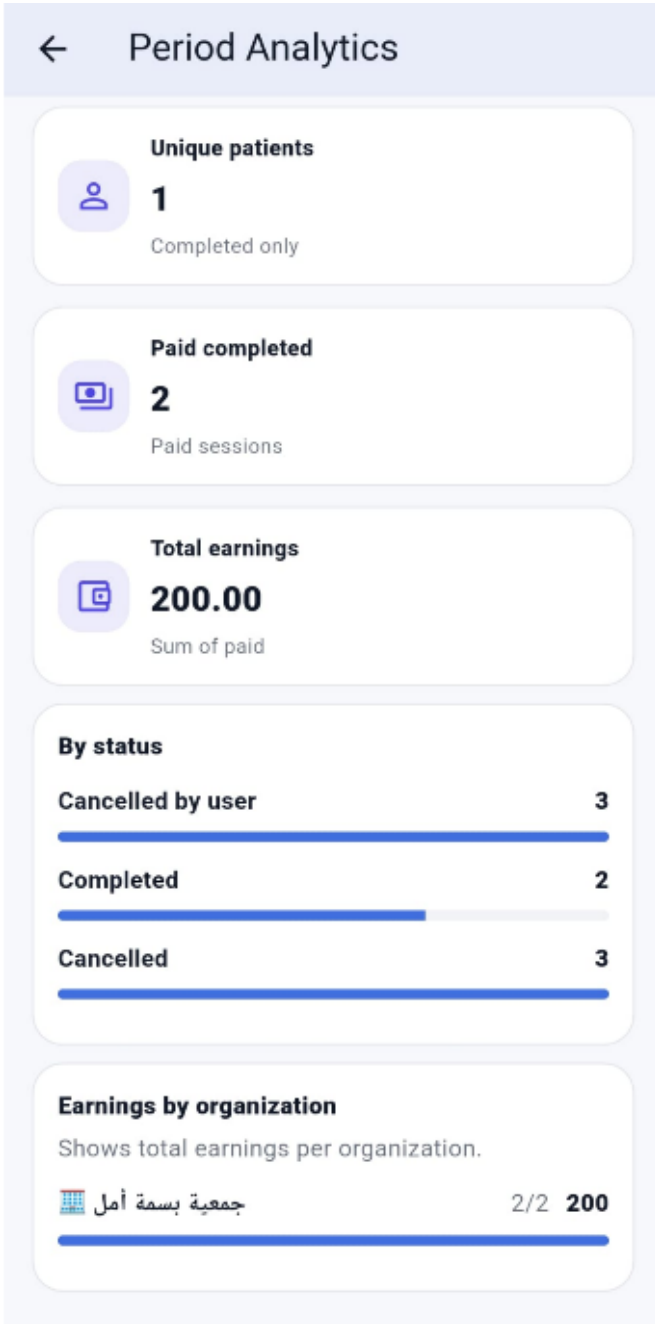 Period Analytics
Unique patients
1
Completed only
Paid completed
2
Paid sessions
Total earnings
200.00
Sum of paid
By status
Cancelled by user 3
Completed 2
Cancelled 3
Earnings by organization
Shows total earnings per organization.
جمعية بسمة أمل 2/2 200